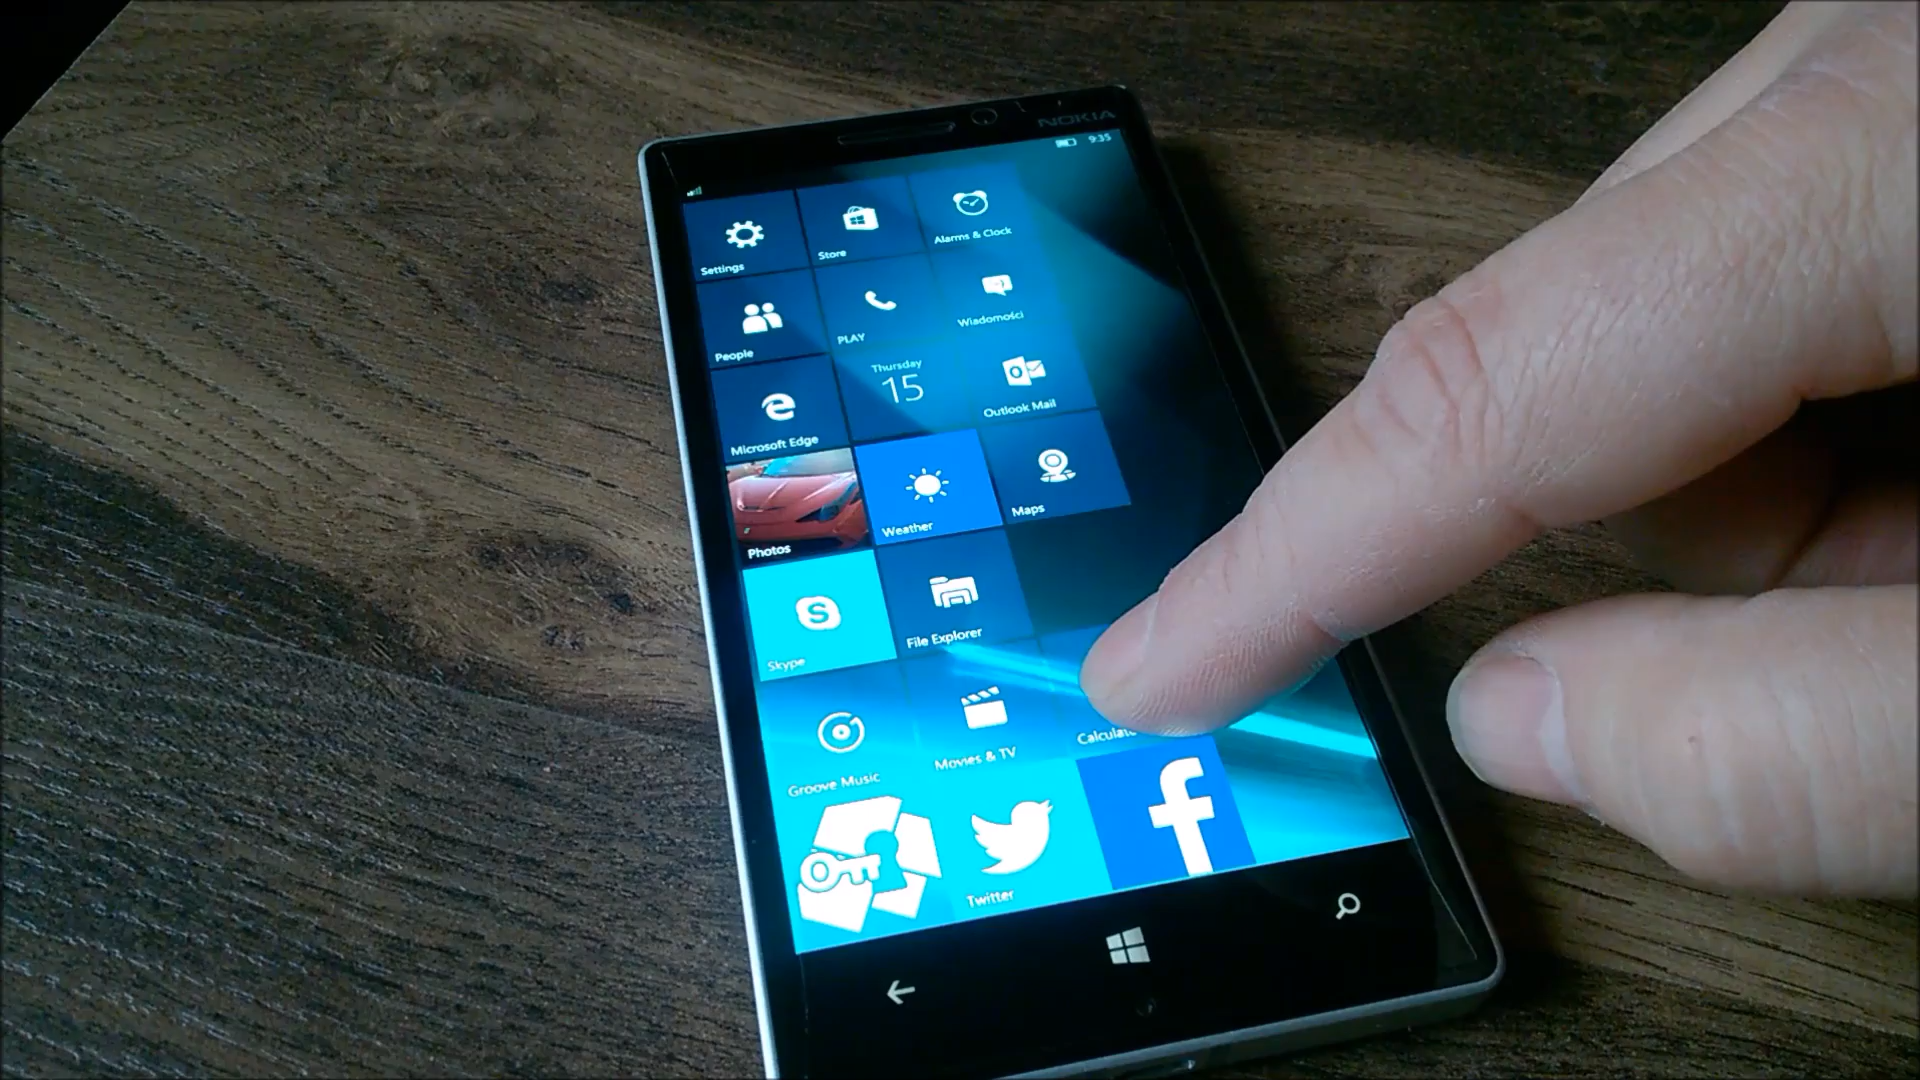 NOKIA
9:35
Settings
Store
Alarms & Clock
People
PLAY
Wiadomości
Microsoft Edge
Thursday
15
Outlook Mail
Photos
Weather
Maps
Skype
File Explorer
Groove Music
Movies & TV
Calculato
Twitter